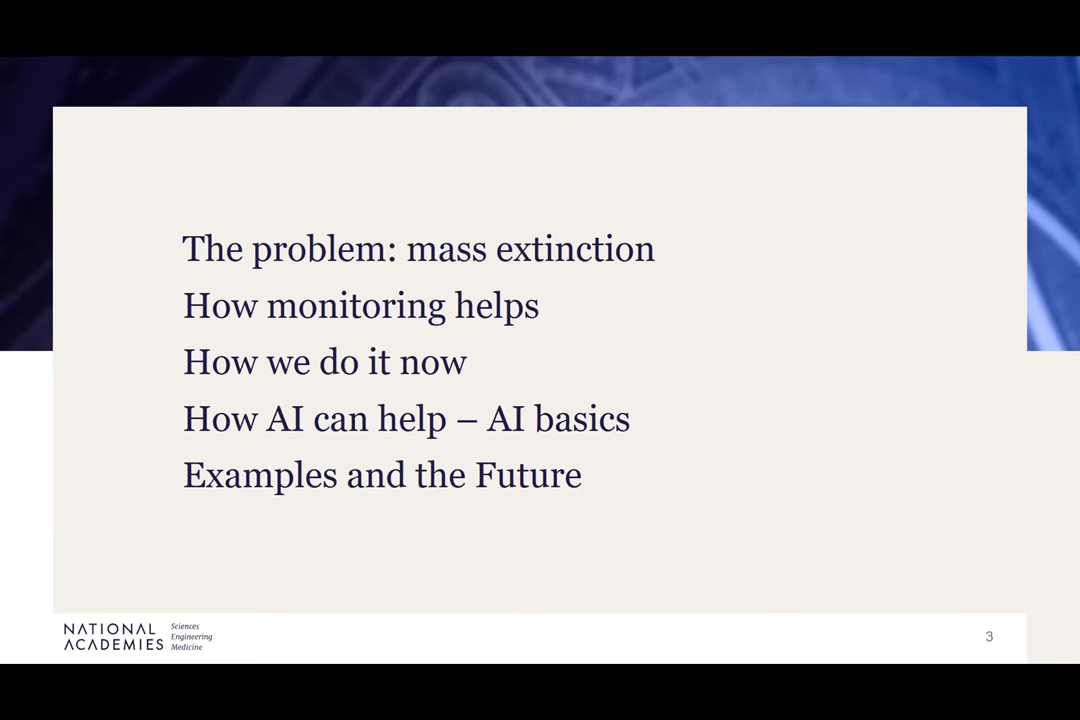 The problem: mass extinction
How monitoring helps
How we do it now
How AI can help – AI basics
Examples and the Future
NATIONAL
ACADEMIES
Sciences
Engineering
Medicine
3